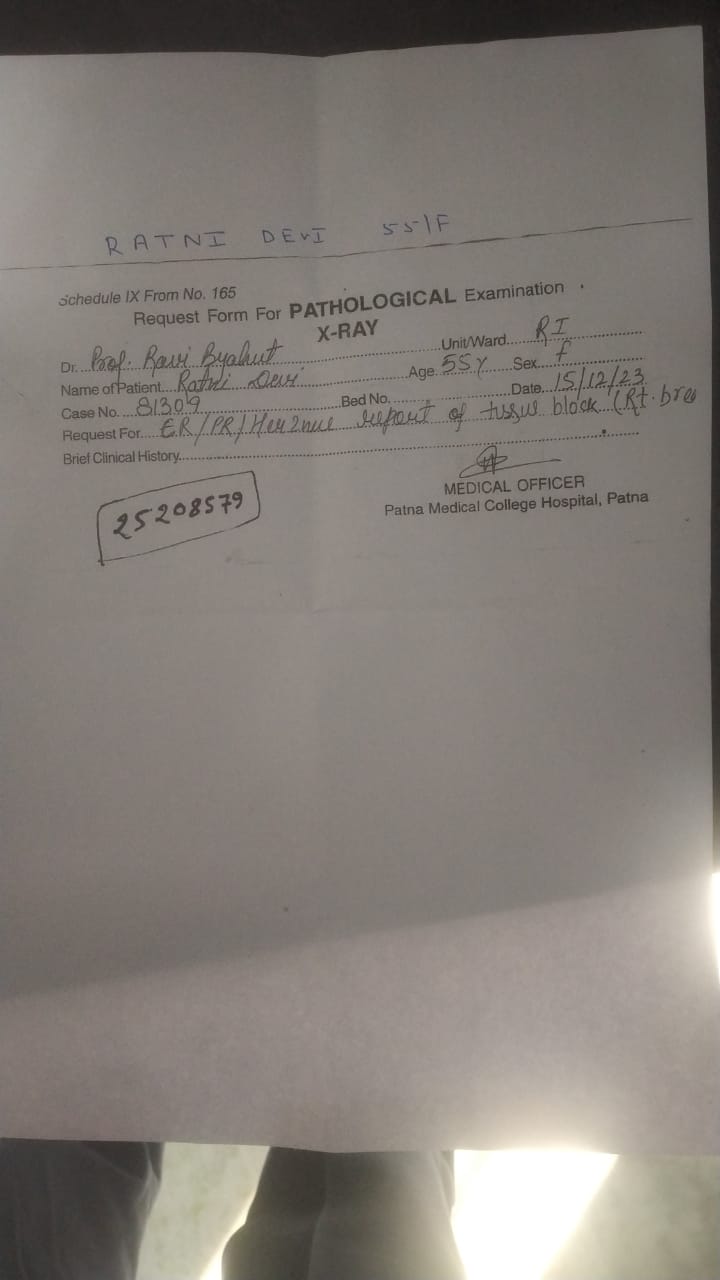 RATNI DEVI 55/F
Schedule IX From No. 165
Request Form For PATHOLOGICAL Examination
X-RAY
Dr. Prof. Ravi Byahut Unit/Ward RI
Name of Patient Ratni Devi Age 55Y Sex f
Case No. 81309 Bed No. Date 15/12/23
Request For ER/PR/Her2neu report of tissue block (Rt. brea
Brief Clinical History
MEDICAL OFFICER
Patna Medical College Hospital, Patna
25208579